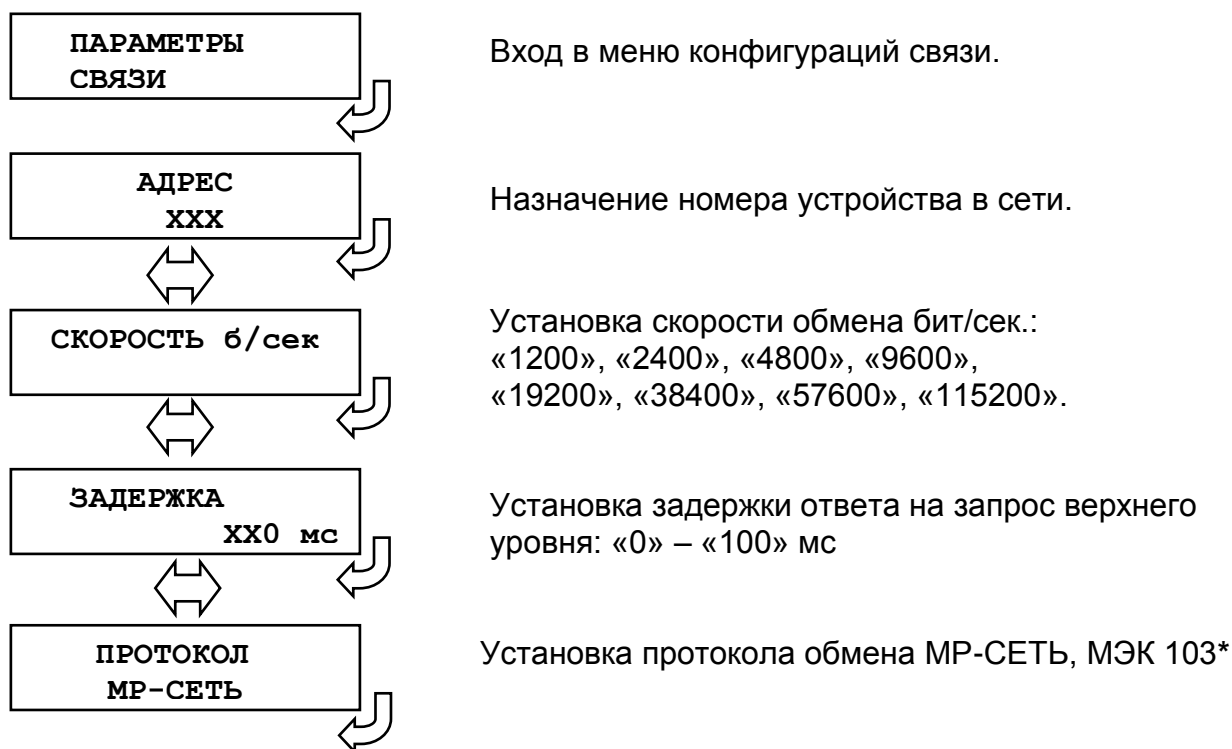 ПАРАМЕТРЫ
СВЯЗИ
Вход в меню конфигураций связи.
АДРЕС
XXX
Назначение номера устройства в сети.
СКОРОСТЬ б/сек
Установка скорости обмена бит/сек.:
«1200», «2400», «4800», «9600»,
«19200», «38400», «57600», «115200».
ЗАДЕРЖКА
XX0 мс
Установка задержки ответа на запрос верхнего
уровня: «0» – «100» мс
ПРОТОКОЛ
МР-СЕТЬ
Установка протокола обмена МР-СЕТЬ, МЭК 103*